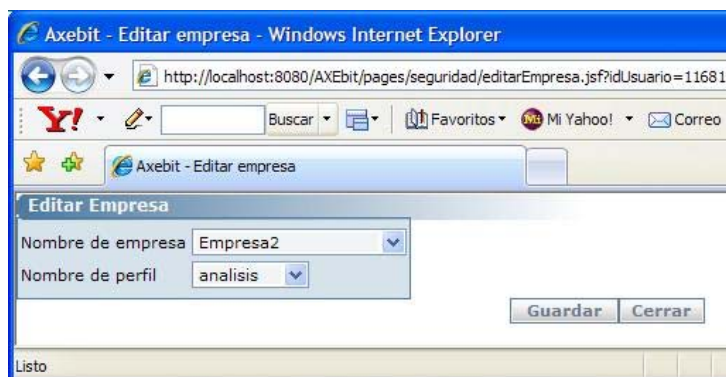 Axebit - Editar empresa - Windows Internet Explorer
http://localhost:8080/AXEbit/pages/seguridad/editarEmpresa.jsf?idUsuario=11681
Y! Buscar Favoritos Mi Yahoo! Correo
Axebit - Editar empresa
Editar Empresa
Nombre de empresa Empresa2
Nombre de perfil analisis
Guardar Cerrar
Listo